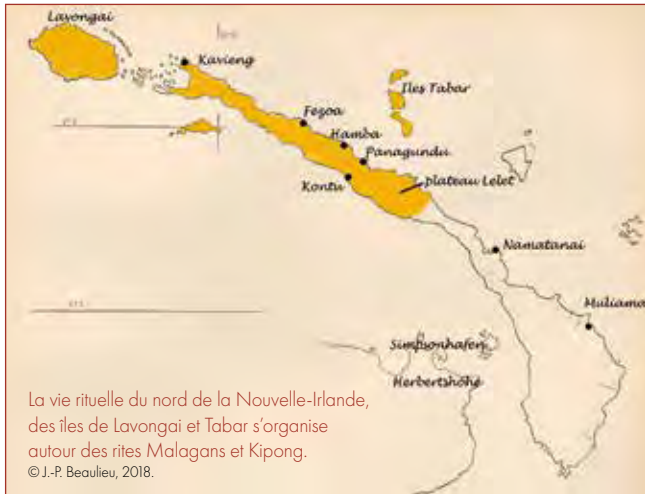 Lavongai
Kavieng
Iles Tabar
Fezoa
Hamba
Panagundu
Kontu
plateau Lelet
Namatanai
Muliama
Simpsonhafen
Herbertshöhe
La vie rituelle du nord de la Nouvelle-Irlande,
des îles de Lavongai et Tabar s’organise
autour des rites Malagans et Kipong.
© J.-P. Beaulieu, 2018.